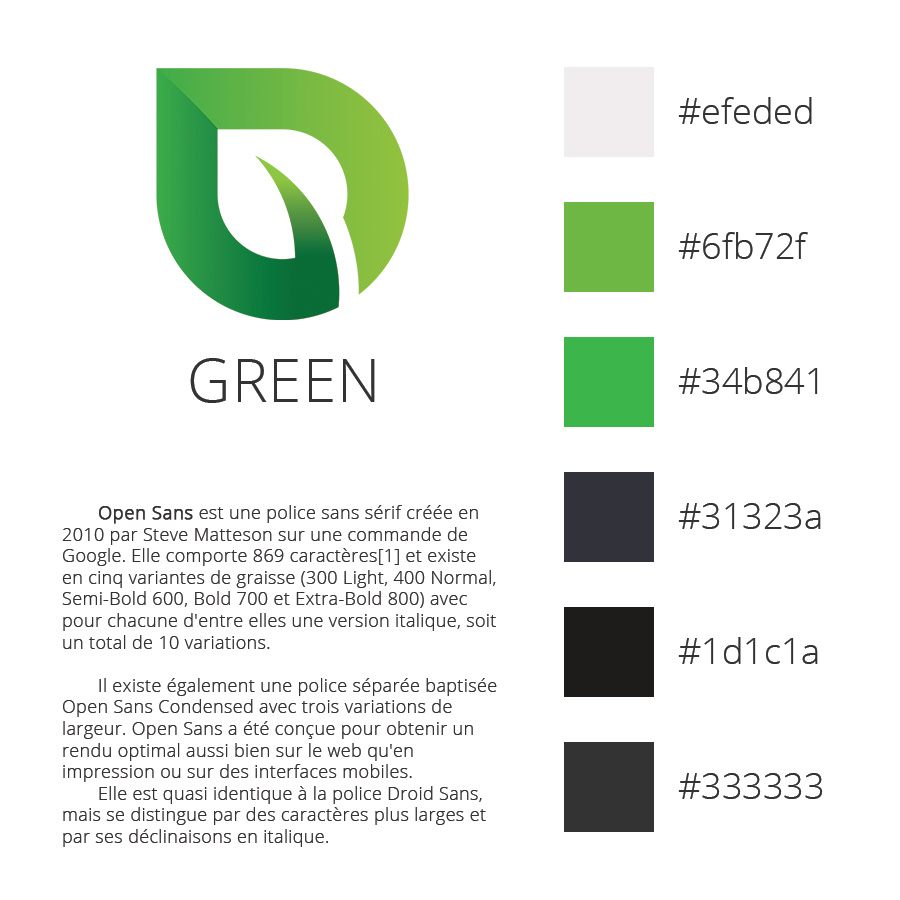 GREEN
Open Sans est une police sans sérif créée en
2010 par Steve Matteson sur une commande de
Google. Elle comporte 869 caractères[1] et existe
en cinq variantes de graisse (300 Light, 400 Normal,
Semi-Bold 600, Bold 700 et Extra-Bold 800) avec
pour chacune d'entre elles une version italique, soit
un total de 10 variations.
Il existe également une police séparée baptisée
Open Sans Condensed avec trois variations de
largeur. Open Sans a été conçue pour obtenir un
rendu optimal aussi bien sur le web qu'en
impression ou sur des interfaces mobiles.
Elle est quasi identique à la police Droid Sans,
mais se distingue par des caractères plus larges et
par ses déclinaisons en italique.
#efeded
#6fb72f
#34b841
#31323a
#1d1c1a
#333333